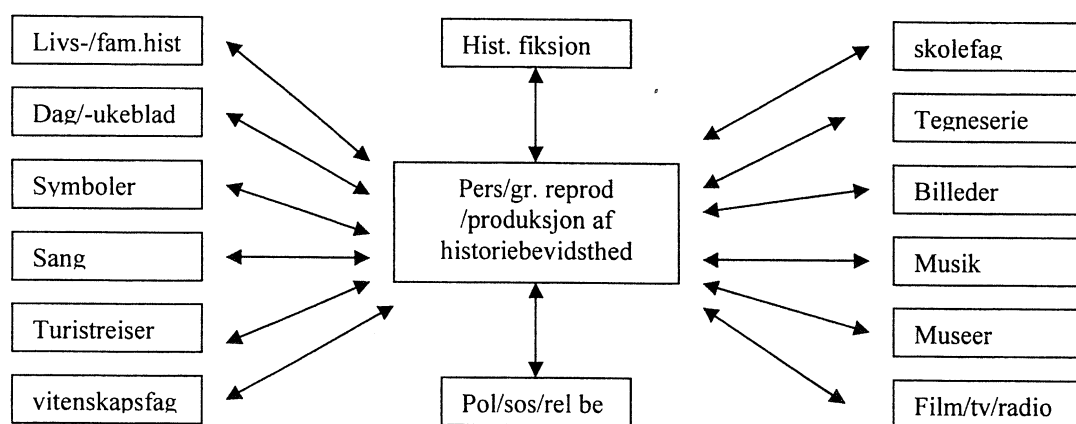 Livs-/fam.hist
Dag/-ukeblad
Symboler
Sang
Turistreiser
vitenskapsfag
Hist. fiksjon
Pers/gr. reprod
/produksjon af
historiebevidsthed
Pol/sos/rel be
skolefag
Tegneserie
Billeder
Musik
Museer
Film/tv/radio